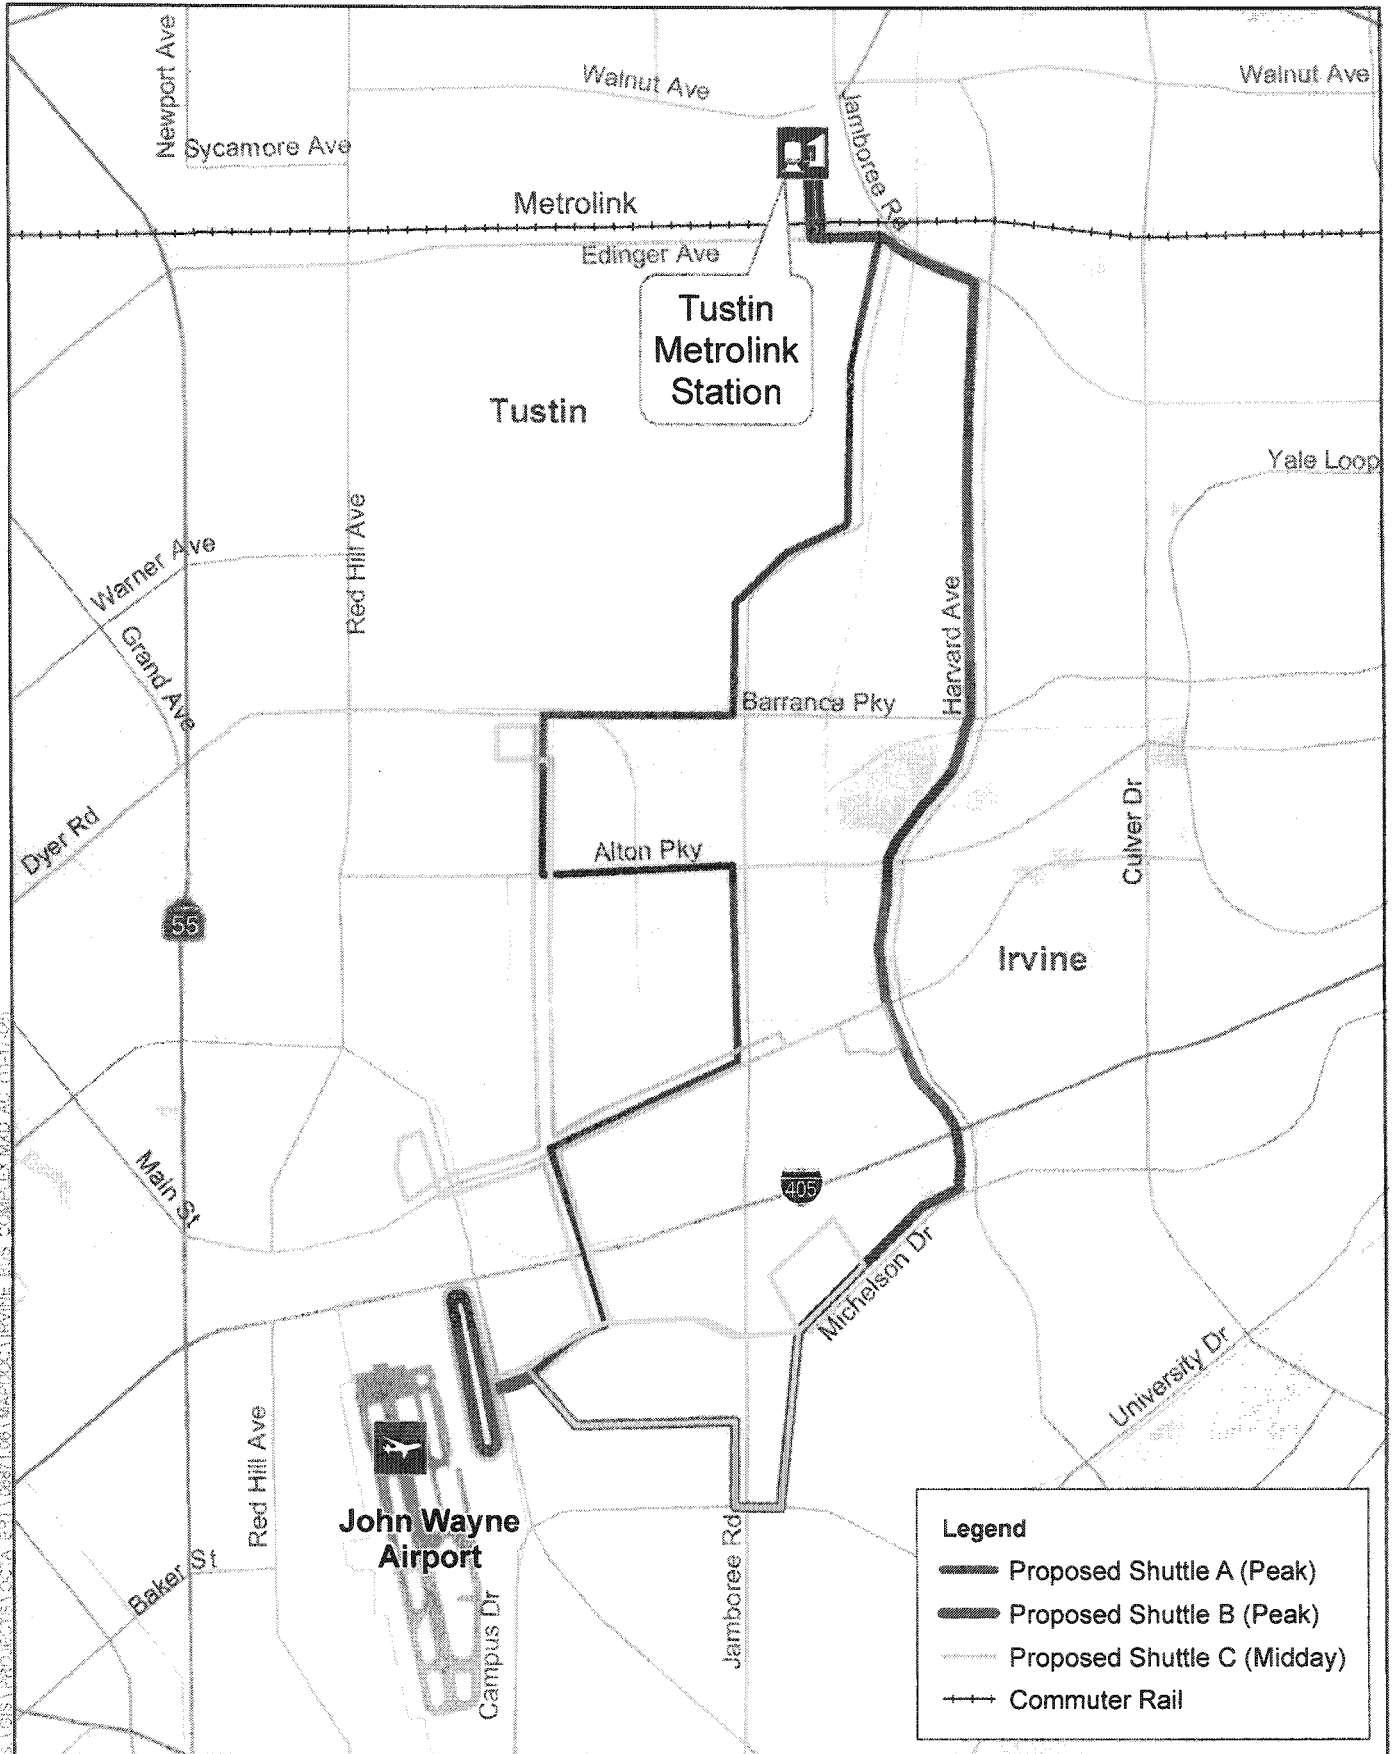 Newport Ave
Walnut Ave
Walnut Ave
Jamboree Rd
Sycamore Ave
Metrolink
Edinger Ave
Tustin
Metrolink
Station
Tustin
Yale Loop
Red Hill Ave
Warner Ave
Grand Ave
Harvard Ave
Barranca Pky
Culver Dr
Dyer Rd
Alton Pky
55
Irvine
Main St
405
Michelson Dr
University Dr
Red Hill Ave
John Wayne
Airport
Baker St
Campus Dr
Jamboree Rd
Legend
Proposed Shuttle A (Peak)
Proposed Shuttle B (Peak)
Proposed Shuttle C (Midday)
Commuter Rail